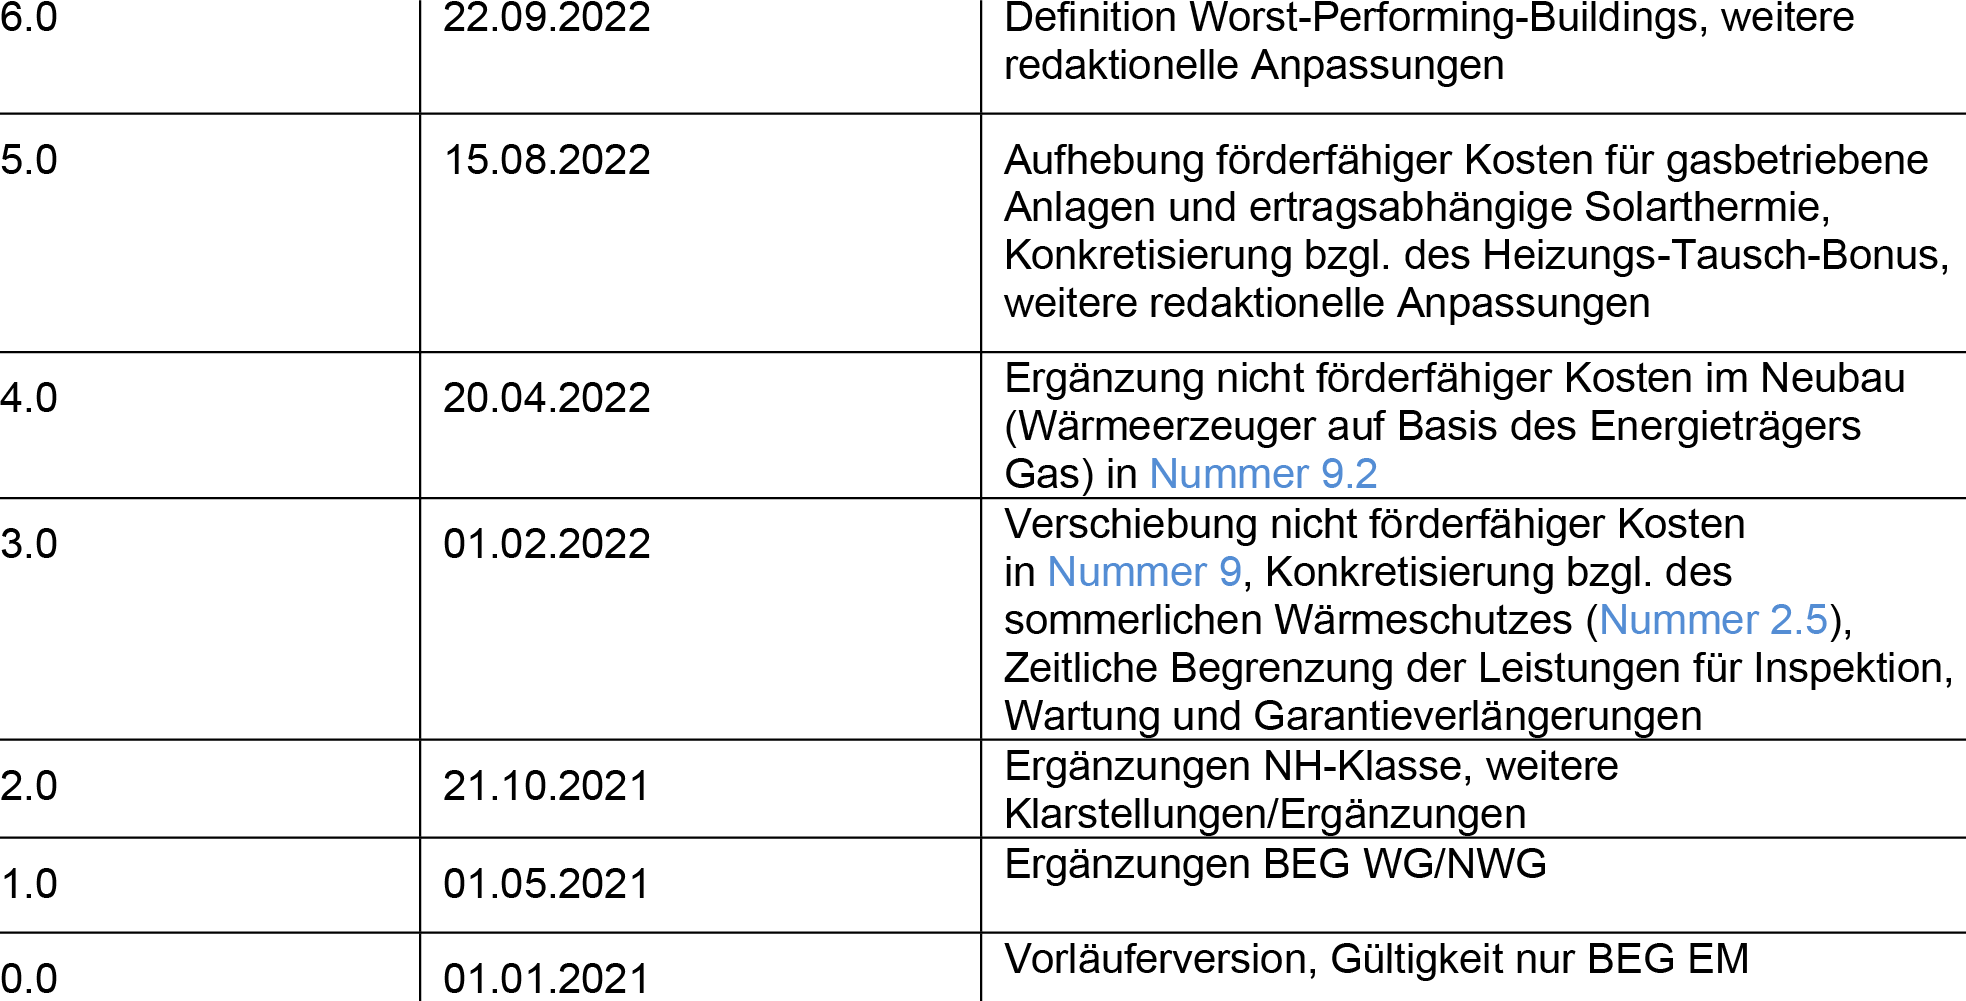 6.0 22.09.2022 Definition Worst-Performing-Buildings, weitere
redaktionelle Anpassungen
5.0 15.08.2022 Aufhebung förderfähiger Kosten für gasbetriebene
Anlagen und ertragsabhängige Solarthermie,
Konkretisierung bzgl. des Heizungs-Tausch-Bonus,
weitere redaktionelle Anpassungen
4.0 20.04.2022 Ergänzung nicht förderfähiger Kosten im Neubau
(Wärmeerzeuger auf Basis des Energieträgers
Gas) in Nummer 9.2
3.0 01.02.2022 Verschiebung nicht förderfähiger Kosten
in Nummer 9, Konkretisierung bzgl. des
sommerlichen Wärmeschutzes (Nummer 2.5),
Zeitliche Begrenzung der Leistungen für Inspektion,
Wartung und Garantieverlängerungen
2.0 21.10.2021 Ergänzungen NH-Klasse, weitere
Klarstellungen/Ergänzungen
1.0 01.05.2021 Ergänzungen BEG WG/NWG
0.0 01.01.2021 Vorläuferversion, Gültigkeit nur BEG EM